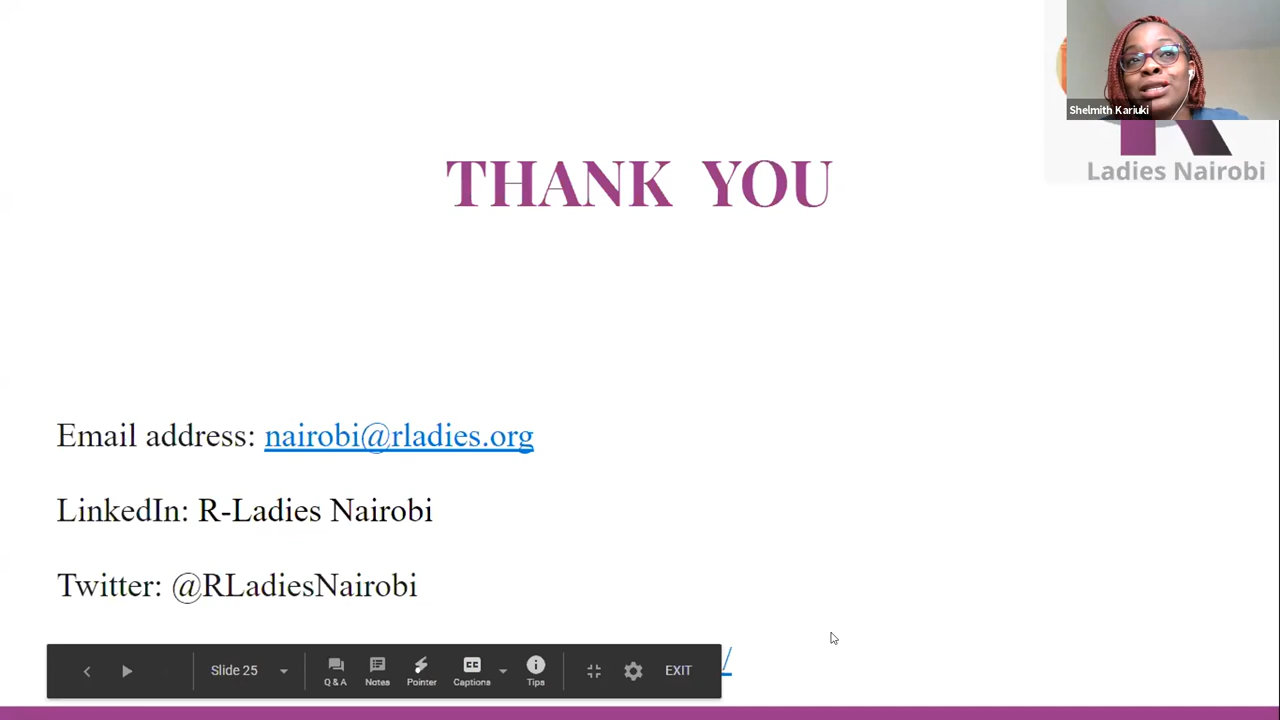 Shelmith Kariuki
Ladies Nairobi
THANK YOU
Email address: nairobi@rladies.org
LinkedIn: R-Ladies Nairobi
Twitter: @RLadiesNairobi
/
Slide 25
Q & A
Notes
Pointer
Captions
Tips
EXIT